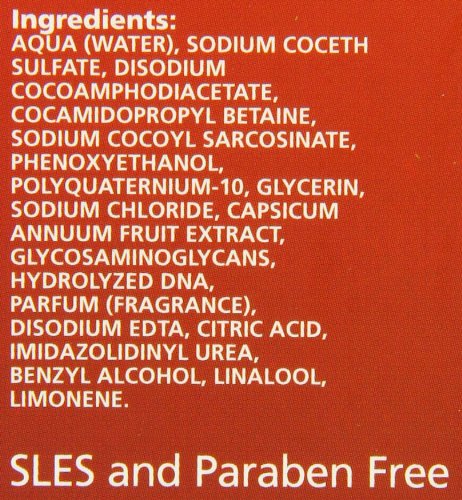 Ingredients:
AQUA (WATER), SODIUM COCETH
SULFATE, DISODIUM
COCOAMPHODIACETATE,
COCAMIDOPROPYL BETAINE,
SODIUM COCOYL SARCOSINATE,
PHENOXYETHANOL,
POLYQUATERNIUM-10, GLYCERIN,
SODIUM CHLORIDE, CAPSICUM
ANNUUM FRUIT EXTRACT,
GLYCOSAMINOGLYCANS,
HYDROLYZED DNA,
PARFUM (FRAGRANCE),
DISODIUM EDTA, CITRIC ACID,
IMIDAZOLIDINYL UREA,
BENZYL ALCOHOL, LINALOOL,
LIMONENE.
SLES and Paraben Free